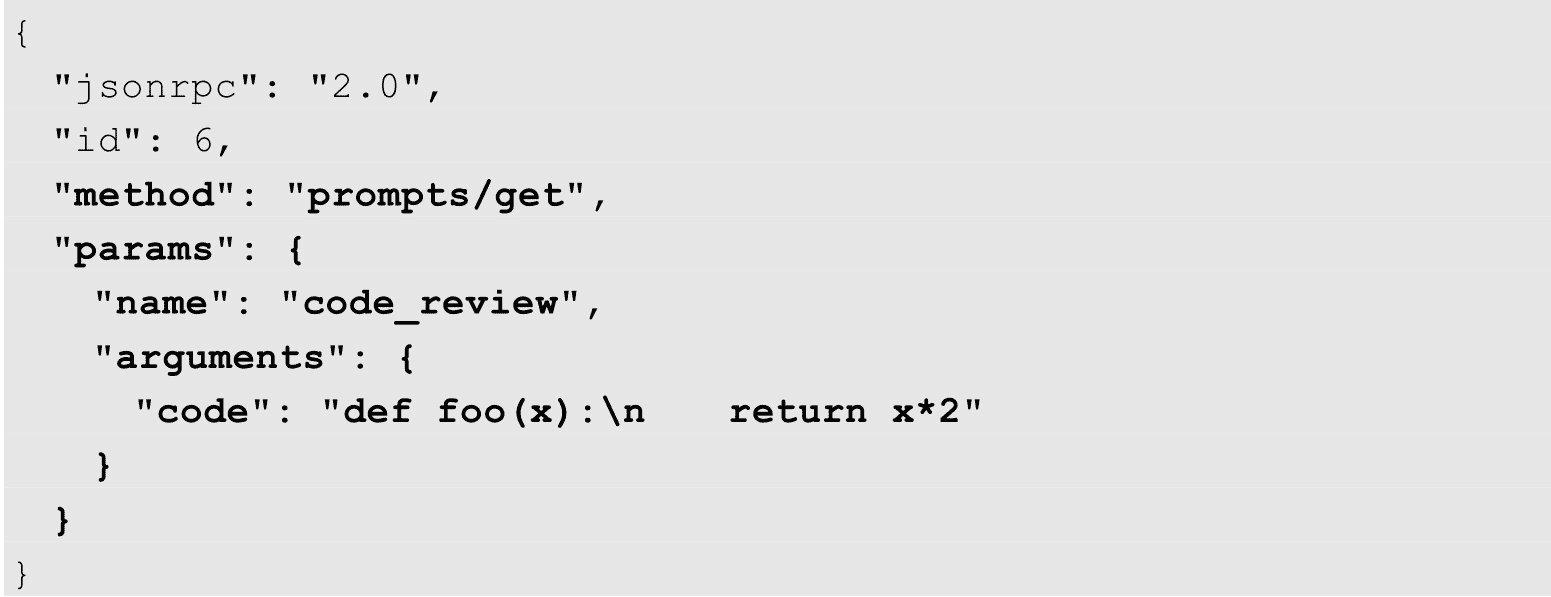 {
  "jsonrpc": "2.0",
  "id": 6,
  "method": "prompts/get",
  "params": {
    "name": "code_review",
    "arguments": {
      "code": "def foo(x):\n    return x*2"
    }
  }
}